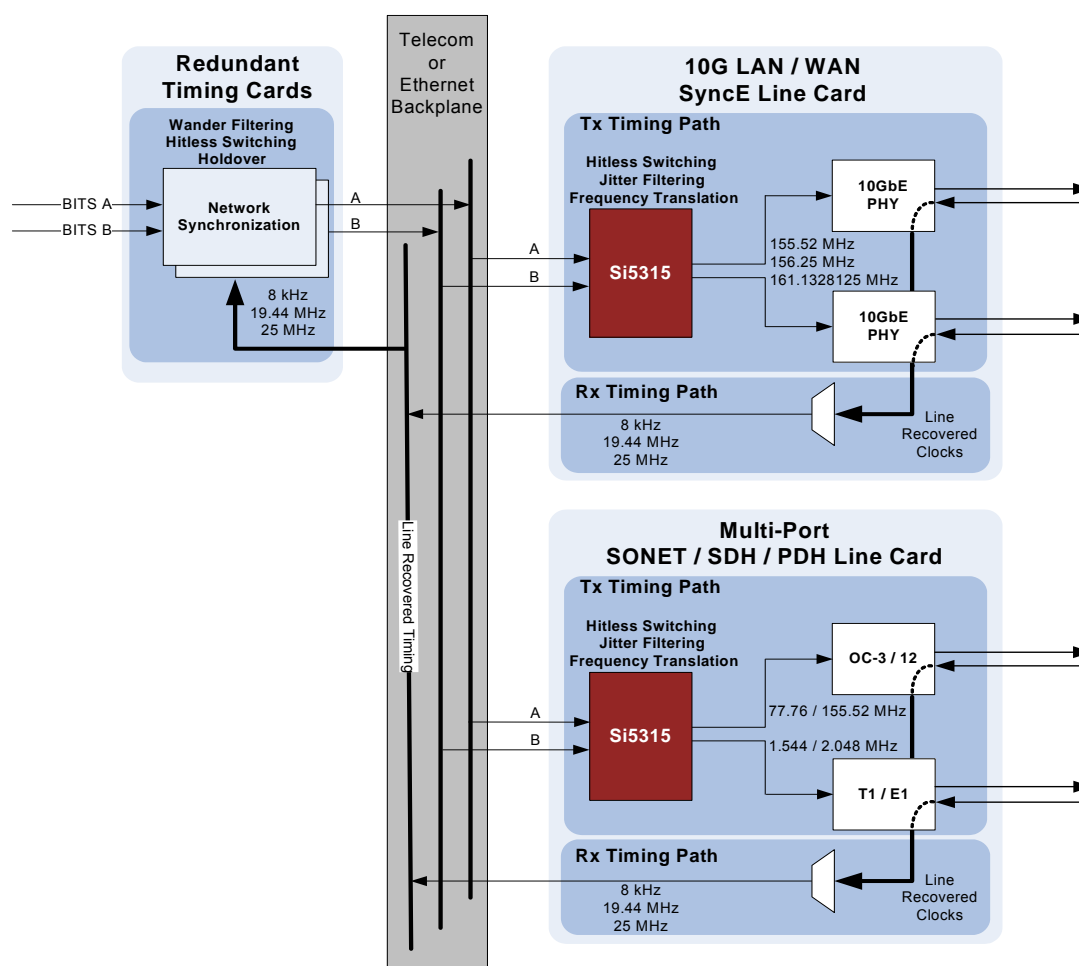 Redundant
Timing Cards
Wander Filtering
Hitless Switching
Holdover
BITS A
BITS B
Network
Synchronization
A
B
8 kHz
19.44 MHz
25 MHz
Telecom
or
Ethernet
Backplane
Line Recovered Timing
10G LAN / WAN
SyncE Line Card
Tx Timing Path
Hitless Switching
Jitter Filtering
Frequency Translation
A
B
Si5315
155.52 MHz
156.25 MHz
161.1328125 MHz
10GbE
PHY
10GbE
PHY
Rx Timing Path
8 kHz
19.44 MHz
25 MHz
Line
Recovered
Clocks
Multi-Port
SONET / SDH / PDH Line Card
Tx Timing Path
Hitless Switching
Jitter Filtering
Frequency Translation
A
B
Si5315
77.76 / 155.52 MHz
1.544 / 2.048 MHz
OC-3 / 12
T1 / E1
Rx Timing Path
8 kHz
19.44 MHz
25 MHz
Line
Recovered
Clocks